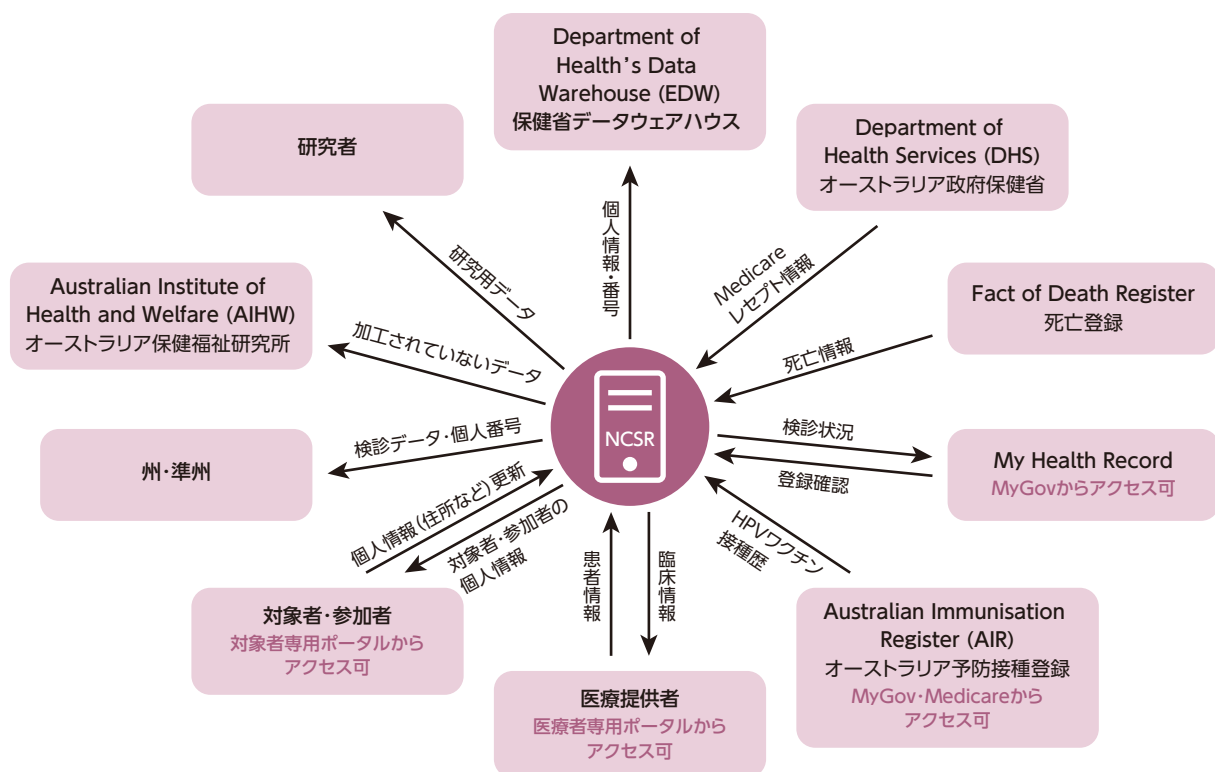 Department of
Health's Data
Warehouse (EDW)
保健省データウェアハウス
研究者
Department of
Health Services (DHS)
オーストラリア政府保健省
個人情報・番号
研究用データ
Medicare
レセプト情報
Australian Institute of
Health and Welfare (AIHW)
オーストラリア保健福祉研究所
Fact of Death Register
死亡登録
加工されていないデータ
死亡情報
NCSR
州・準州
検診データ・個人番号
検診状況
登録確認
My Health Record
MyGovからアクセス可
個人情報(住所など)更新
対象者・参加者の
個人情報
患者情報
臨床情報
HPVワクチン
接種歴
対象者・参加者
対象者専用ポータルから
アクセス可
医療提供者
医療者専用ポータルから
アクセス可
Australian Immunisation
Register (AIR)
オーストラリア予防接種登録
MyGov・Medicareから
アクセス可